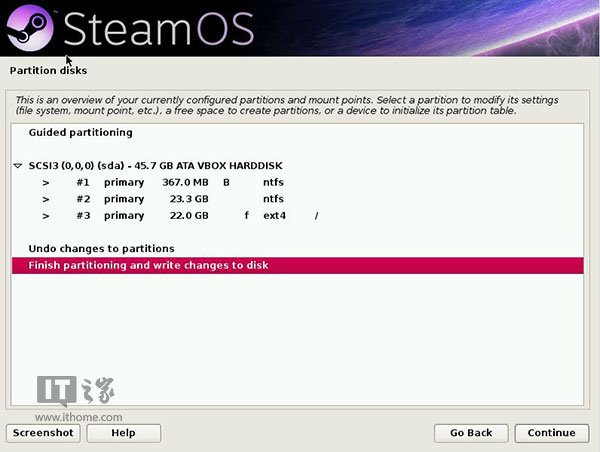 SteamOS
Partition disks
This is an overview of your currently configured partitions and mount points. Select a partition to modify its settings
(file system, mount point, etc.), a free space to create partitions, or a device to initialize its partition table.
Guided partitioning
SCSI3 (0,0,0) (sda) - 45.7 GB ATA VBOX HARDDISK
> #1 primary 367.0 MB B ntfs
> #2 primary 23.3 GB ntfs
> #3 primary 22.0 GB f ext4 /
Undo changes to partitions
Finish partitioning and write changes to disk
IT之家
www.ithome.com
Screenshot Help Go Back Continue